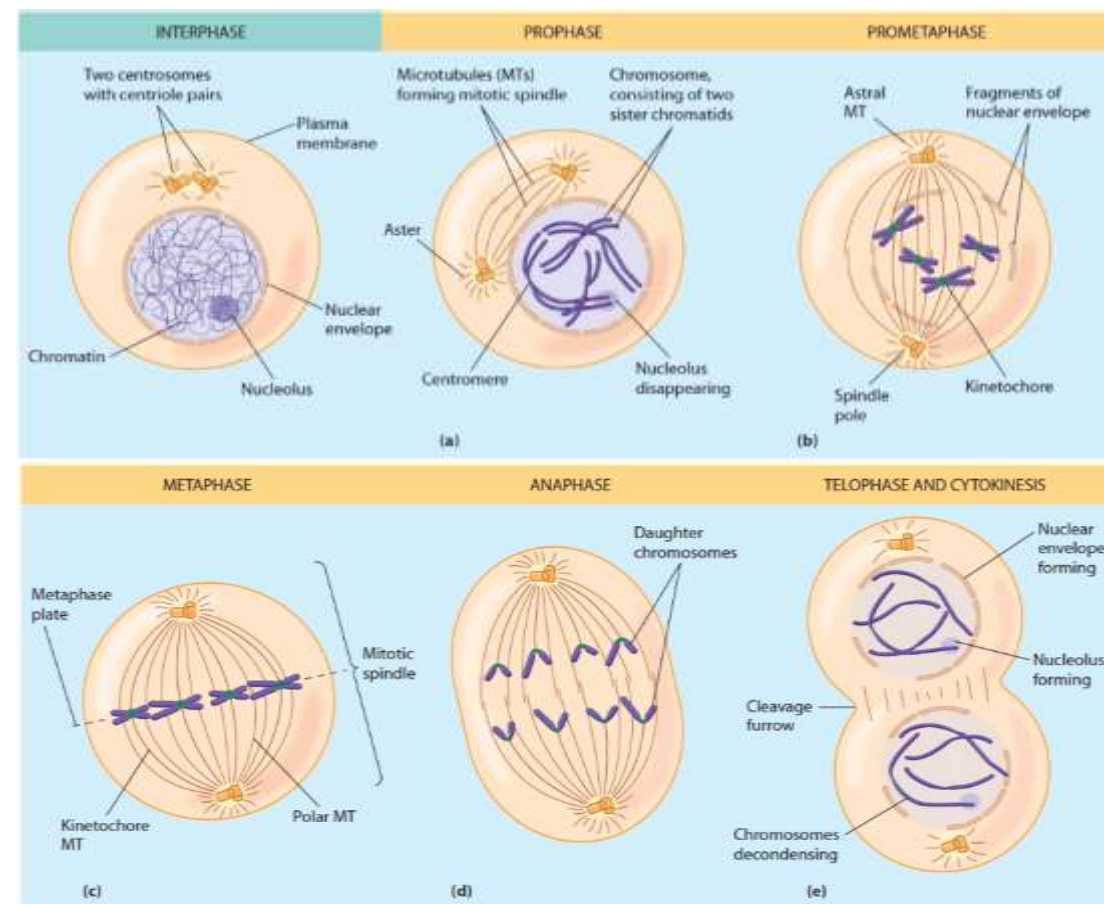 INTERPHASE
PROPHASE
PROMETAPHASE
Two centrosomes
with centriole pairs
Plasma
membrane
Nuclear
envelope
Chromatin
Nucleolus
Microtubules (MTs)
forming mitotic spindle
Chromosome,
consisting of two
sister chromatids
Aster
Centromere
Nucleolus
disappearing
(a)
Astral
MT
Fragments of
nuclear envelope
Spindle
pole
Kinetochore
(b)
METAPHASE
ANAPHASE
TELOPHASE AND CYTOKINESIS
Metaphase
plate
Mitotic
spindle
Kinetochore
MT
Polar MT
(c)
Daughter
chromosomes
(d)
Nuclear
envelope
forming
Nucleolus
forming
Cleavage
furrow
Chromosomes
decondensing
(e)